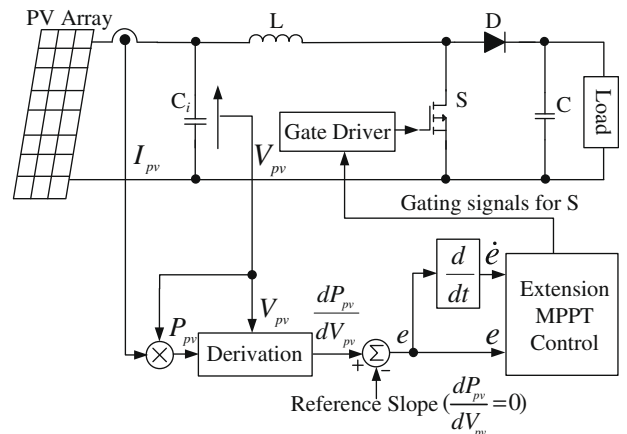 PV Array
L
D
C_i
S
C
Load
Gate Driver
I_pv
V_pv
Gating signals for S
d/dt
ė
Extension
MPPT
Control
P_pv
V_pv
dP_pv/dV_pv
×
Derivation
Σ
+
−
e
e
Reference Slope (dP_pv/dV_pv=0)